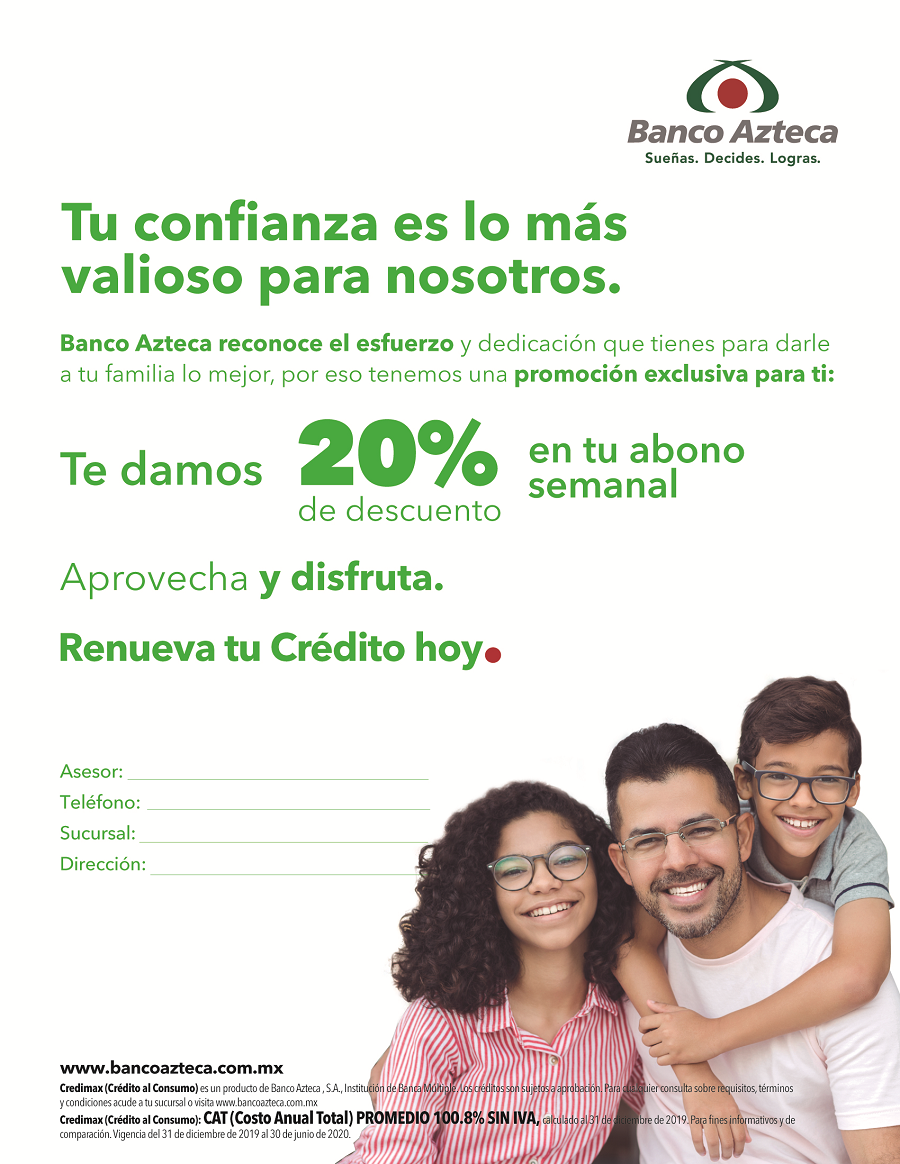 Banco Azteca
Sueñas. Decides. Logras.
Tu confianza es lo más
valioso para nosotros.
Banco Azteca reconoce el esfuerzo y dedicación que tienes para darle
a tu familia lo mejor, por eso tenemos una promoción exclusiva para ti:
Te damos 20% de descuento en tu abono semanal
Aprovecha y disfruta.
Renueva tu Crédito hoy.
Asesor:
Teléfono:
Sucursal:
Dirección:
www.bancoazteca.com.mx
Credimax (Crédito al Consumo) es un producto de Banco Azteca , S.A., Institución de Banca Múltiple. Los créditos son sujetos a aprobación. Para cualquier consulta sobre requisitos, términos
y condiciones acude a tu sucursal o visita www.bancoazteca.com.mx
Credimax (Crédito al Consumo): CAT (Costo Anual Total) PROMEDIO 100.8% SIN IVA, calculado al 31 de diciembre de 2019. Para fines informativos y de
comparación. Vigencia del 31 de diciembre de 2019 al 30 de junio de 2020.